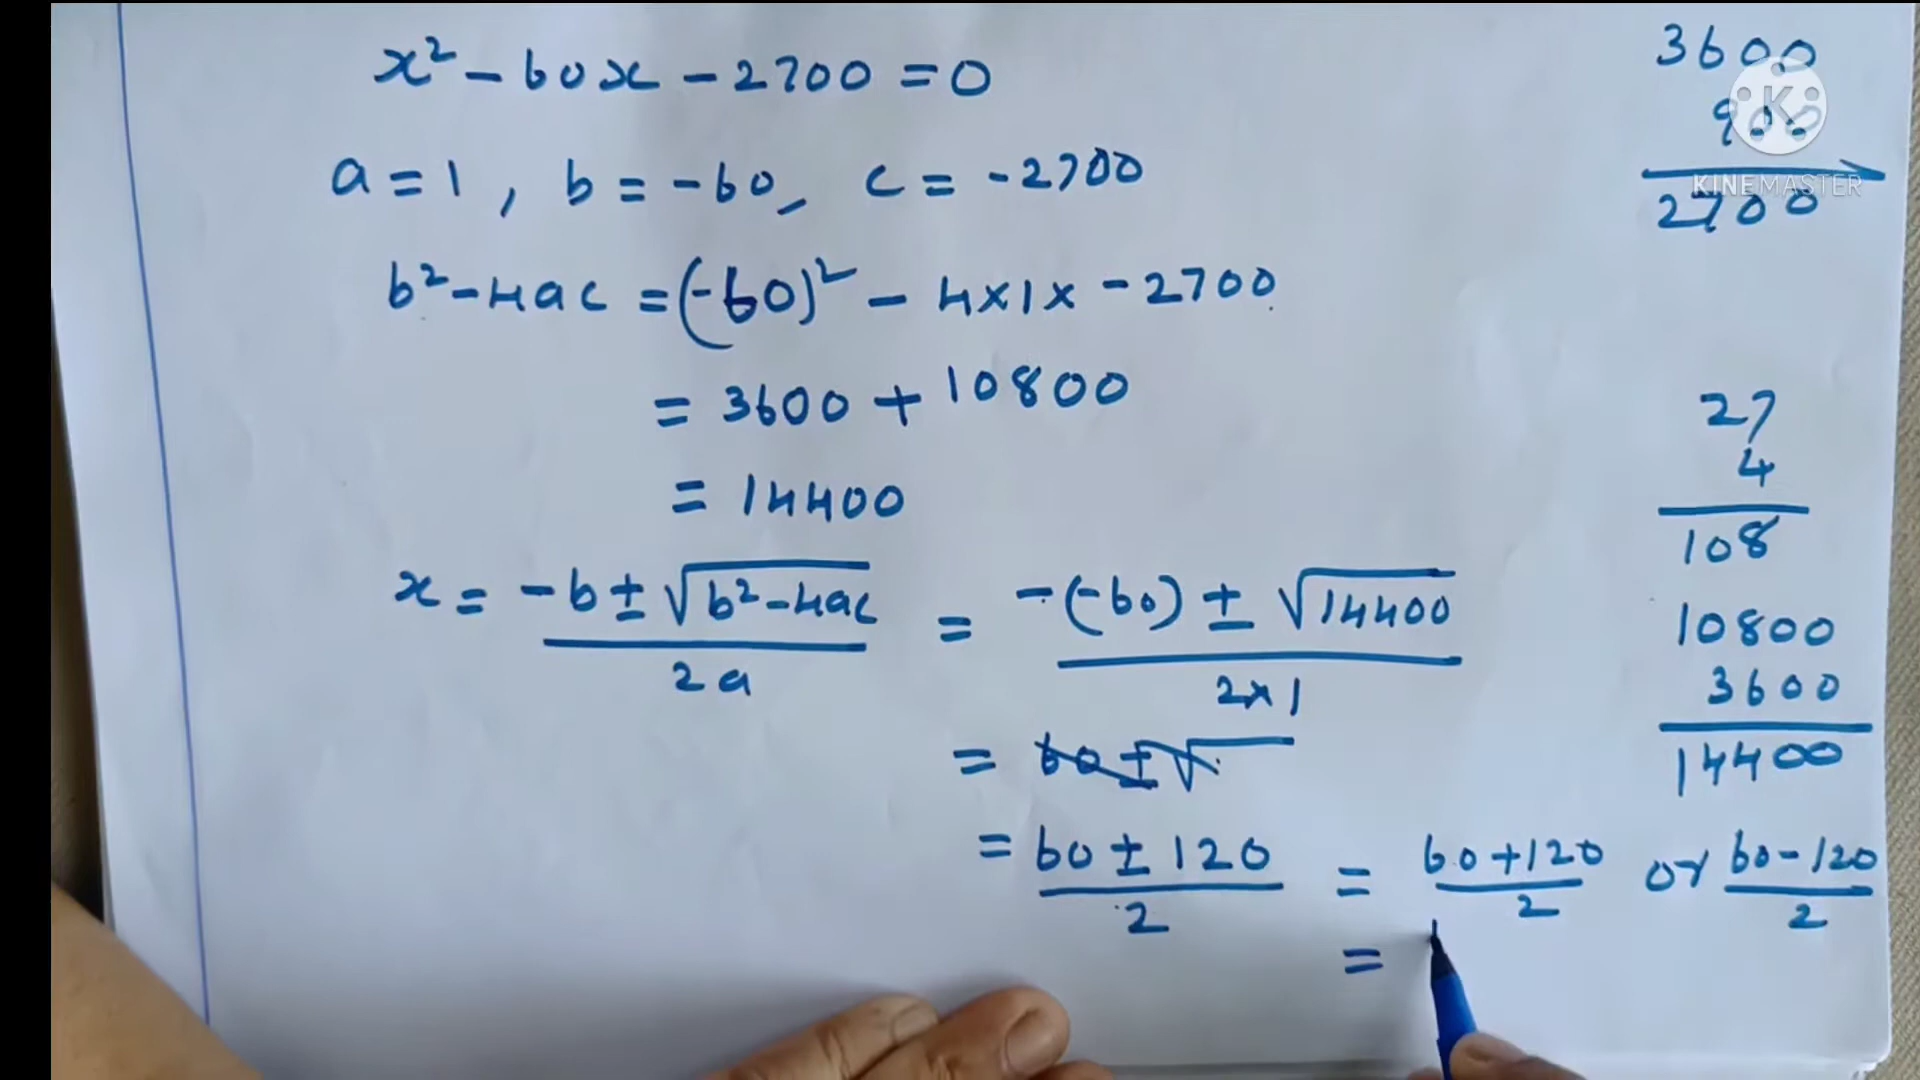 x² - 60x - 2700 = 0
a = 1, b = -60, c = -2700
b² - 4ac = (-60)² - 4×1× -2700
= 3600 + 10800
= 14400
x = -b ± √b² - 4ac / 2a = -(-60) ± √14400 / 2×1
= 60 ± √
= 60 ± 120 / 2 = 60 + 120 / 2 or 60 - 120 / 2
=
3600
900
2700
KINEMASTER
27
4
108
10800
3600
14400